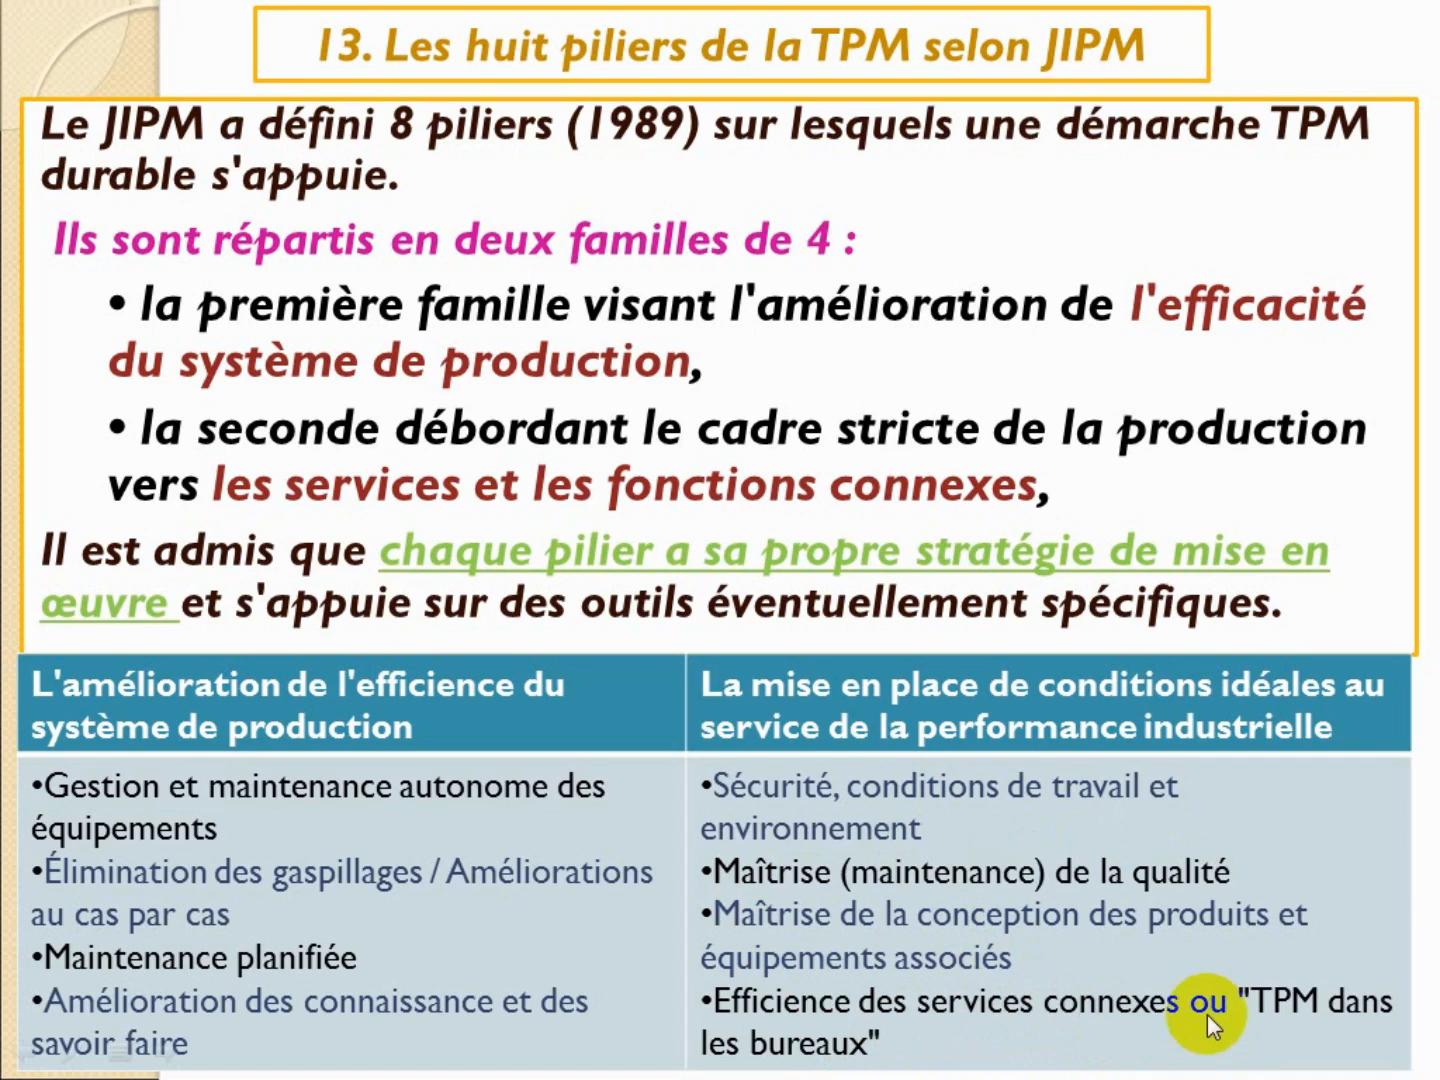 13. Les huit piliers de la TPM selon JIPM
Le JIPM a défini 8 piliers (1989) sur lesquels une démarche TPM
durable s'appuie.
Ils sont répartis en deux familles de 4 :
• la première famille visant l'amélioration de l'efficacité
du système de production,
• la seconde débordant le cadre stricte de la production
vers les services et les fonctions connexes,
Il est admis que chaque pilier a sa propre stratégie de mise en
œuvre et s'appuie sur des outils éventuellement spécifiques.
L'amélioration de l'efficience du
système de production
•Gestion et maintenance autonome des
équipements
•Élimination des gaspillages / Améliorations
au cas par cas
•Maintenance planifiée
•Amélioration des connaissance et des
savoir faire
La mise en place de conditions idéales au
service de la performance industrielle
•Sécurité, conditions de travail et
environnement
•Maîtrise (maintenance) de la qualité
•Maîtrise de la conception des produits et
équipements associés
•Efficience des services connexes ou "TPM dans
les bureaux"